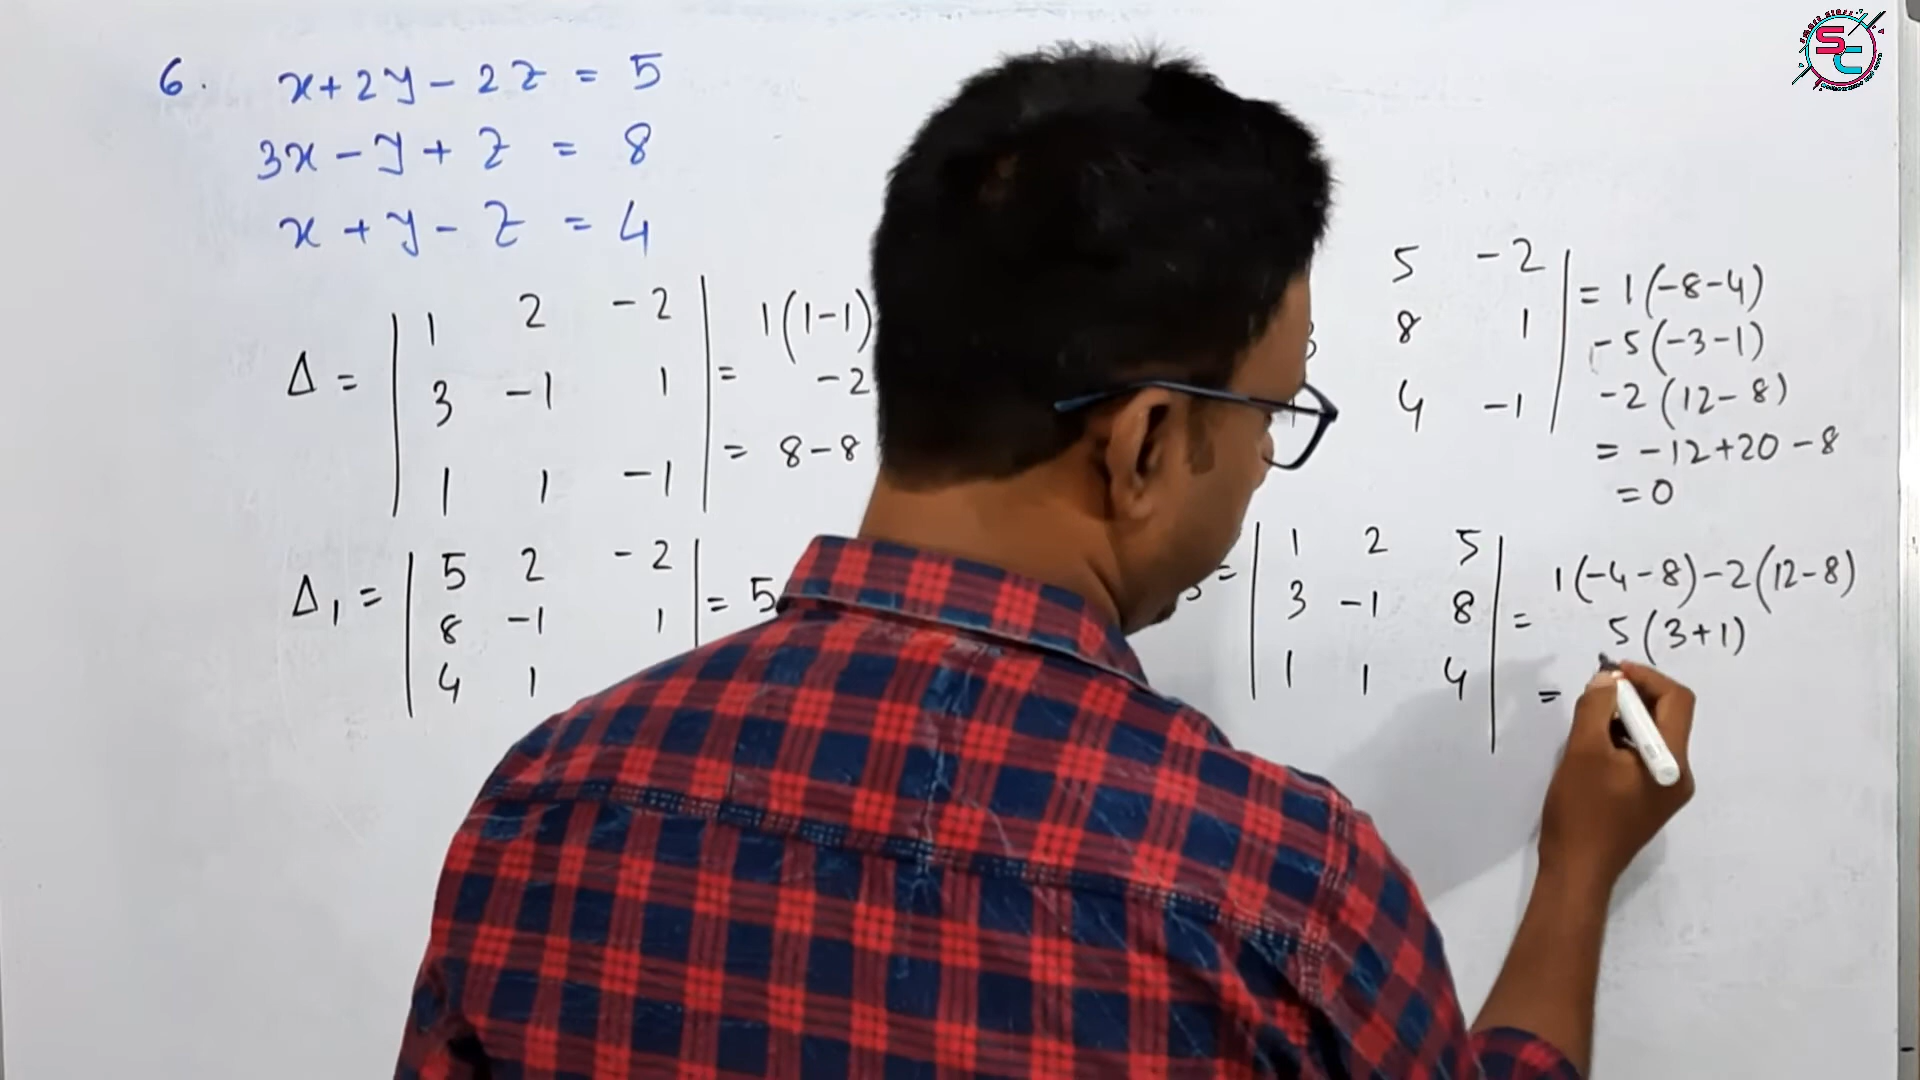 6. x+2y-2z = 5
3x-y+z = 8
x+y-z = 4
Δ = | 1 2 -2 | = 1(1-1)
3 -1 1 -2
1 1 -1 = 8-8
Δ₁ = | 5 2 -2 | = 5
8 -1 1
4 1
5 -2 | = 1(-8-4)
8 1 -5(-3-1)
4 -1 -2(12-8)
= -12+20-8
= 0
= | 1 2 5 | = 1(-4-8)-2(12-8)
3 -1 8 5(3+1)
1 1 4 =
SC